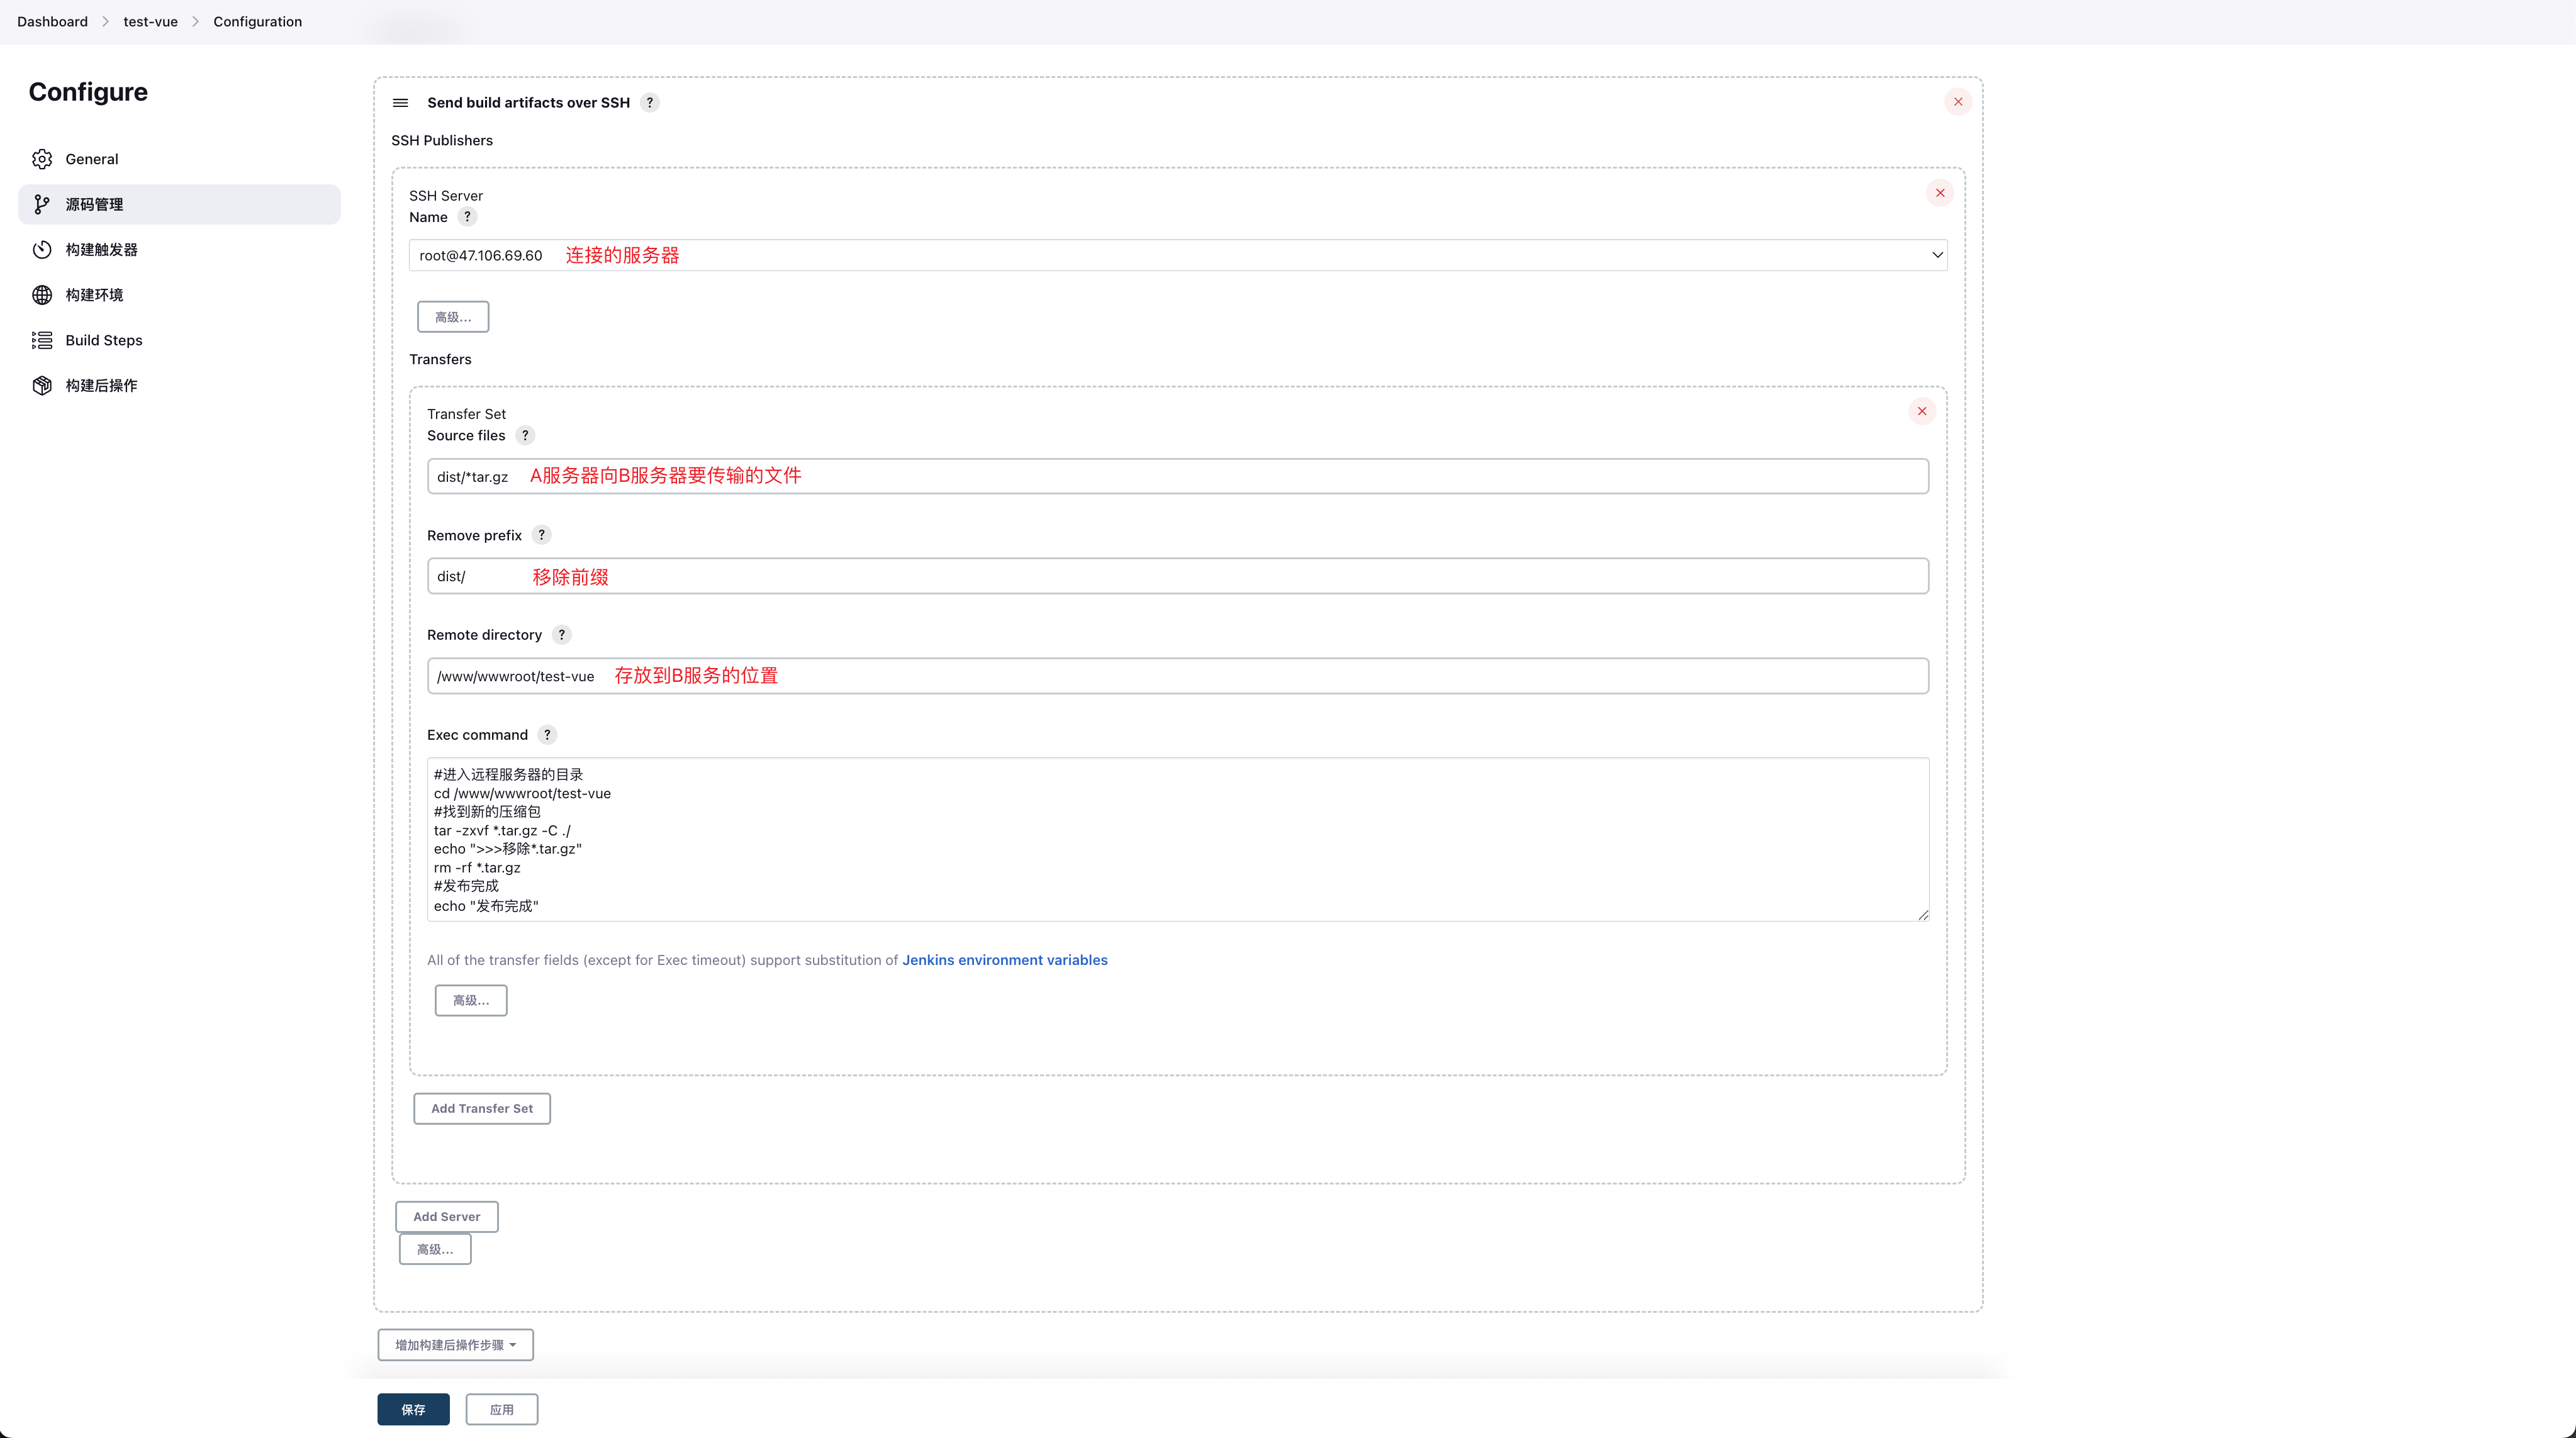 Dashboard > test-vue > Configuration
Configure
General
源码管理
构建触发器
构建环境
Build Steps
构建后操作
Send build artifacts over SSH ?
SSH Publishers
SSH Server
Name ?
root@47.106.69.60 连接的服务器
高级...
Transfers
Transfer Set
Source files ?
dist/*tar.gz A服务器向B服务器要传输的文件
Remove prefix ?
dist/ 移除前缀
Remote directory ?
/www/wwwroot/test-vue 存放到B服务的位置
Exec command ?
#进入远程服务器的目录
cd /www/wwwroot/test-vue
#找到新的压缩包
tar -zxvf *.tar.gz -C ./
echo ">>>移除*.tar.gz"
rm -rf *.tar.gz
#发布完成
echo "发布完成"
All of the transfer fields (except for Exec timeout) support substitution of Jenkins environment variables
高级...
Add Transfer Set
Add Server
高级...
增加构建后操作步骤
保存 应用